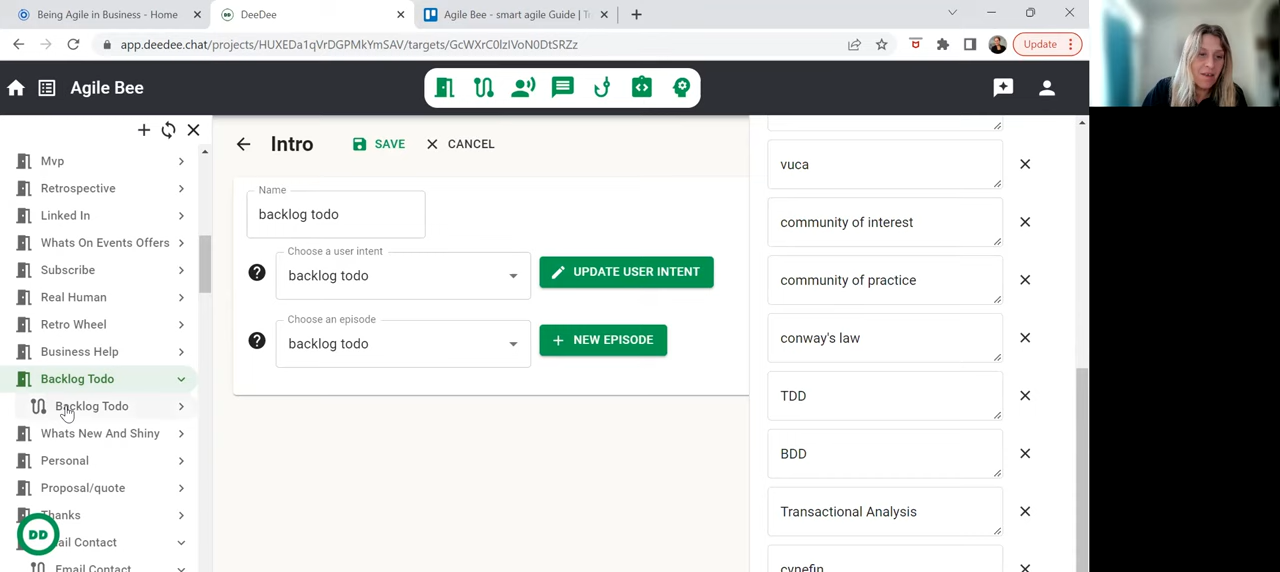 Being Agile in Business - Home
DeeDee
Agile Bee - smart agile Guide | Tr
app.deedee.chat/projects/HUXEDa1qVrDGPMkYmSAV/targets/GcWXrC0lzIVoN0DtSRZz
Update
Agile Bee
Mvp
Retrospective
Linked In
Whats On Events Offers
Subscribe
Real Human
Retro Wheel
Business Help
Backlog Todo
Backlog Todo
Whats New And Shiny
Personal
Proposal/quote
Thanks
ail Contact
Email Contact
DD
Intro
SAVE
CANCEL
Name
backlog todo
Choose a user intent
backlog todo
UPDATE USER INTENT
Choose an episode
backlog todo
NEW EPISODE
vuca
community of interest
community of practice
conway's law
TDD
BDD
Transactional Analysis
cynefin